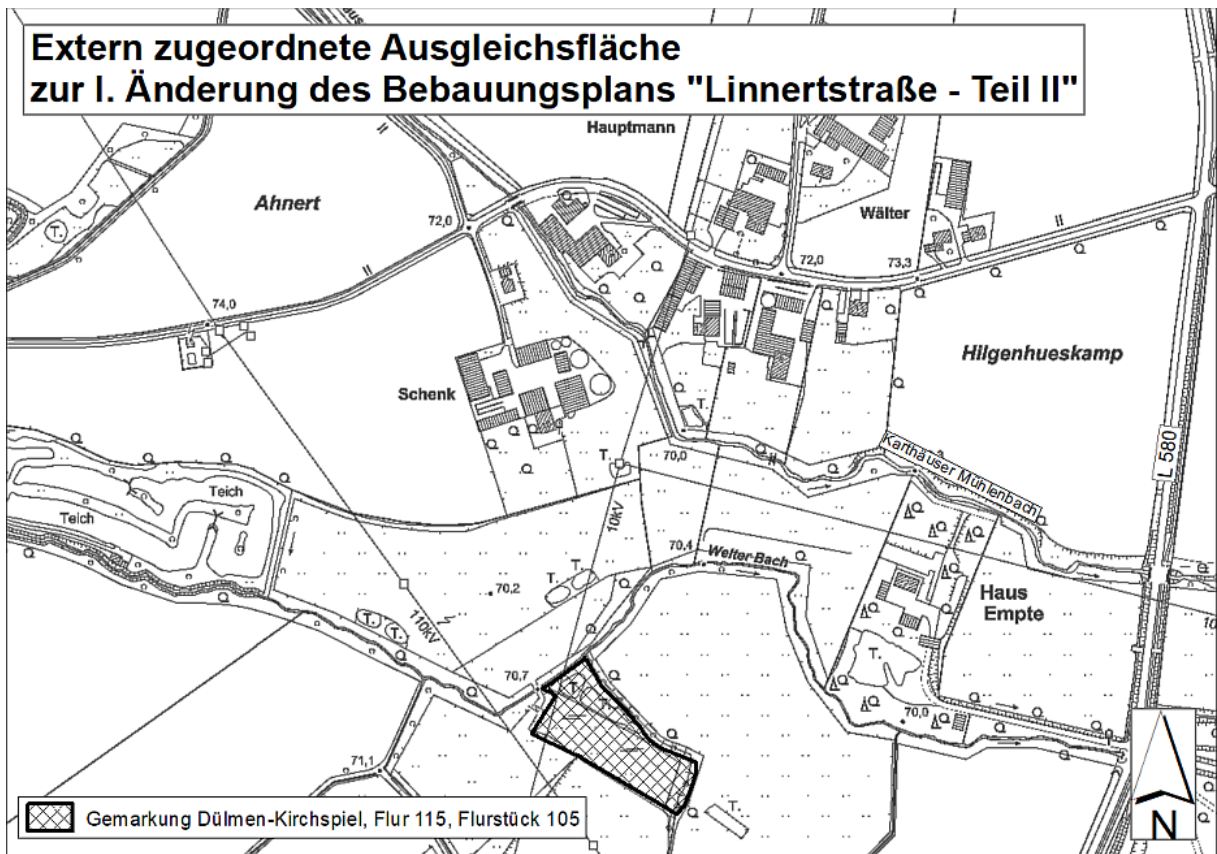 Extern zugeordnete Ausgleichsfläche
zur I. Änderung des Bebauungsplans "Linnertstraße - Teil II"
Hauptmann
Ahnert
Wälter
T.
72,0
72,0
73,3
74,0
Hilgenhueskamp
Schenk
T.
L 580
T.
70,0
Karthäuser Mühlenbach
Teich
Teich
10kV
70,4
Welter-Bach
T.
T.
70,2
Haus
Empte
110kV
T.
T.
T.
70,7
T.
70,0
71,1
T.
Gemarkung Dülmen-Kirchspiel, Flur 115, Flurstück 105
N